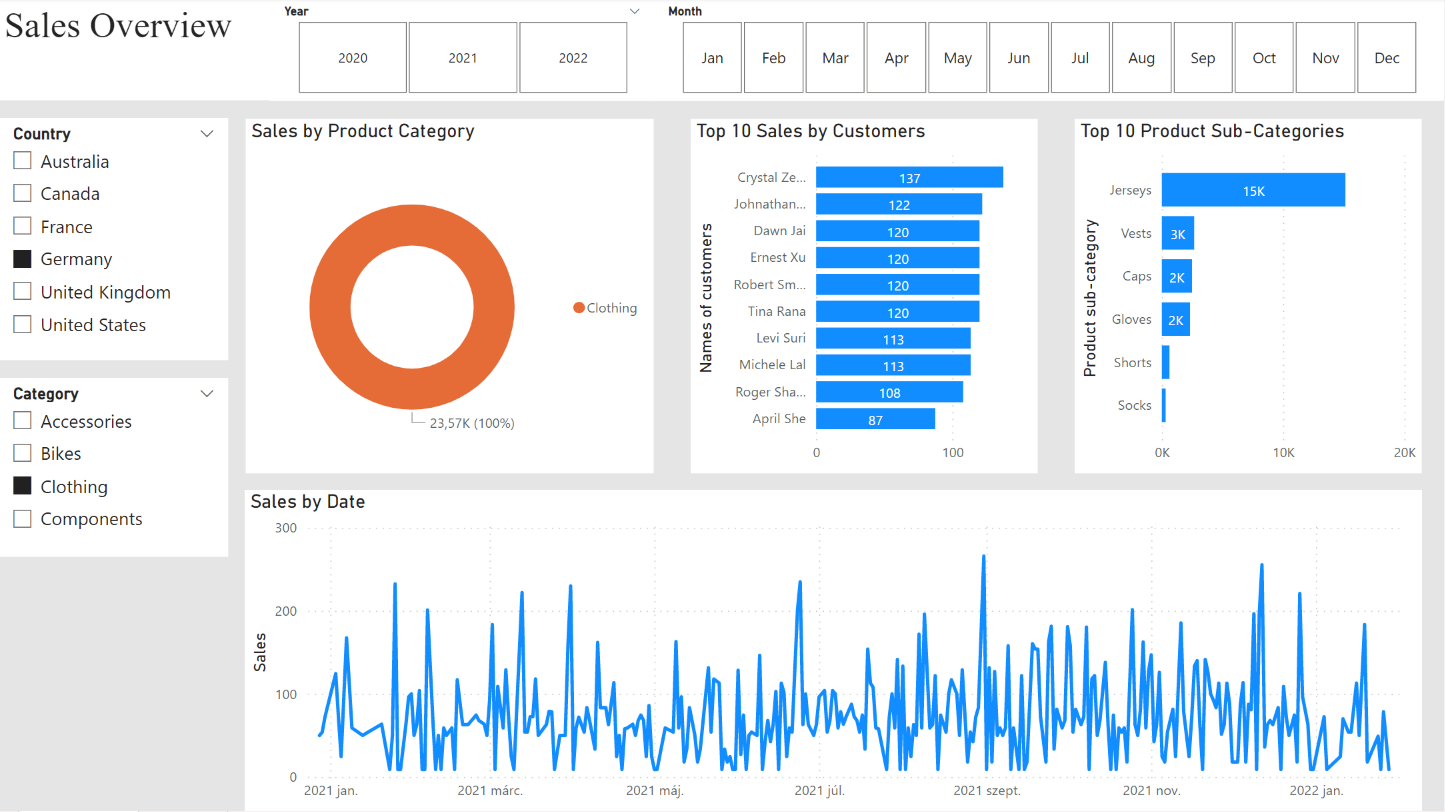 Sales Overview
Year
2020
2021
2022
Month
Jan
Feb
Mar
Apr
May
Jun
Jul
Aug
Sep
Oct
Nov
Dec
Country
Australia
Canada
France
Germany
United Kingdom
United States
Category
Accessories
Bikes
Clothing
Components
Sales by Product Category
Clothing
23,57K (100%)
Top 10 Sales by Customers
Names of customers
Crystal Ze... 137
Johnathan... 122
Dawn Jai 120
Ernest Xu 120
Robert Sm... 120
Tina Rana 120
Levi Suri 113
Michele Lal 113
Roger Sha... 108
April She 87
0 100
Top 10 Product Sub-Categories
Product sub-category
Jerseys 15K
Vests 3K
Caps 2K
Gloves 2K
Shorts
Socks
0K 10K 20K
Sales by Date
Sales
300
200
100
0
2021 jan. 2021 márc. 2021 máj. 2021 júl. 2021 szept. 2021 nov. 2022 jan.